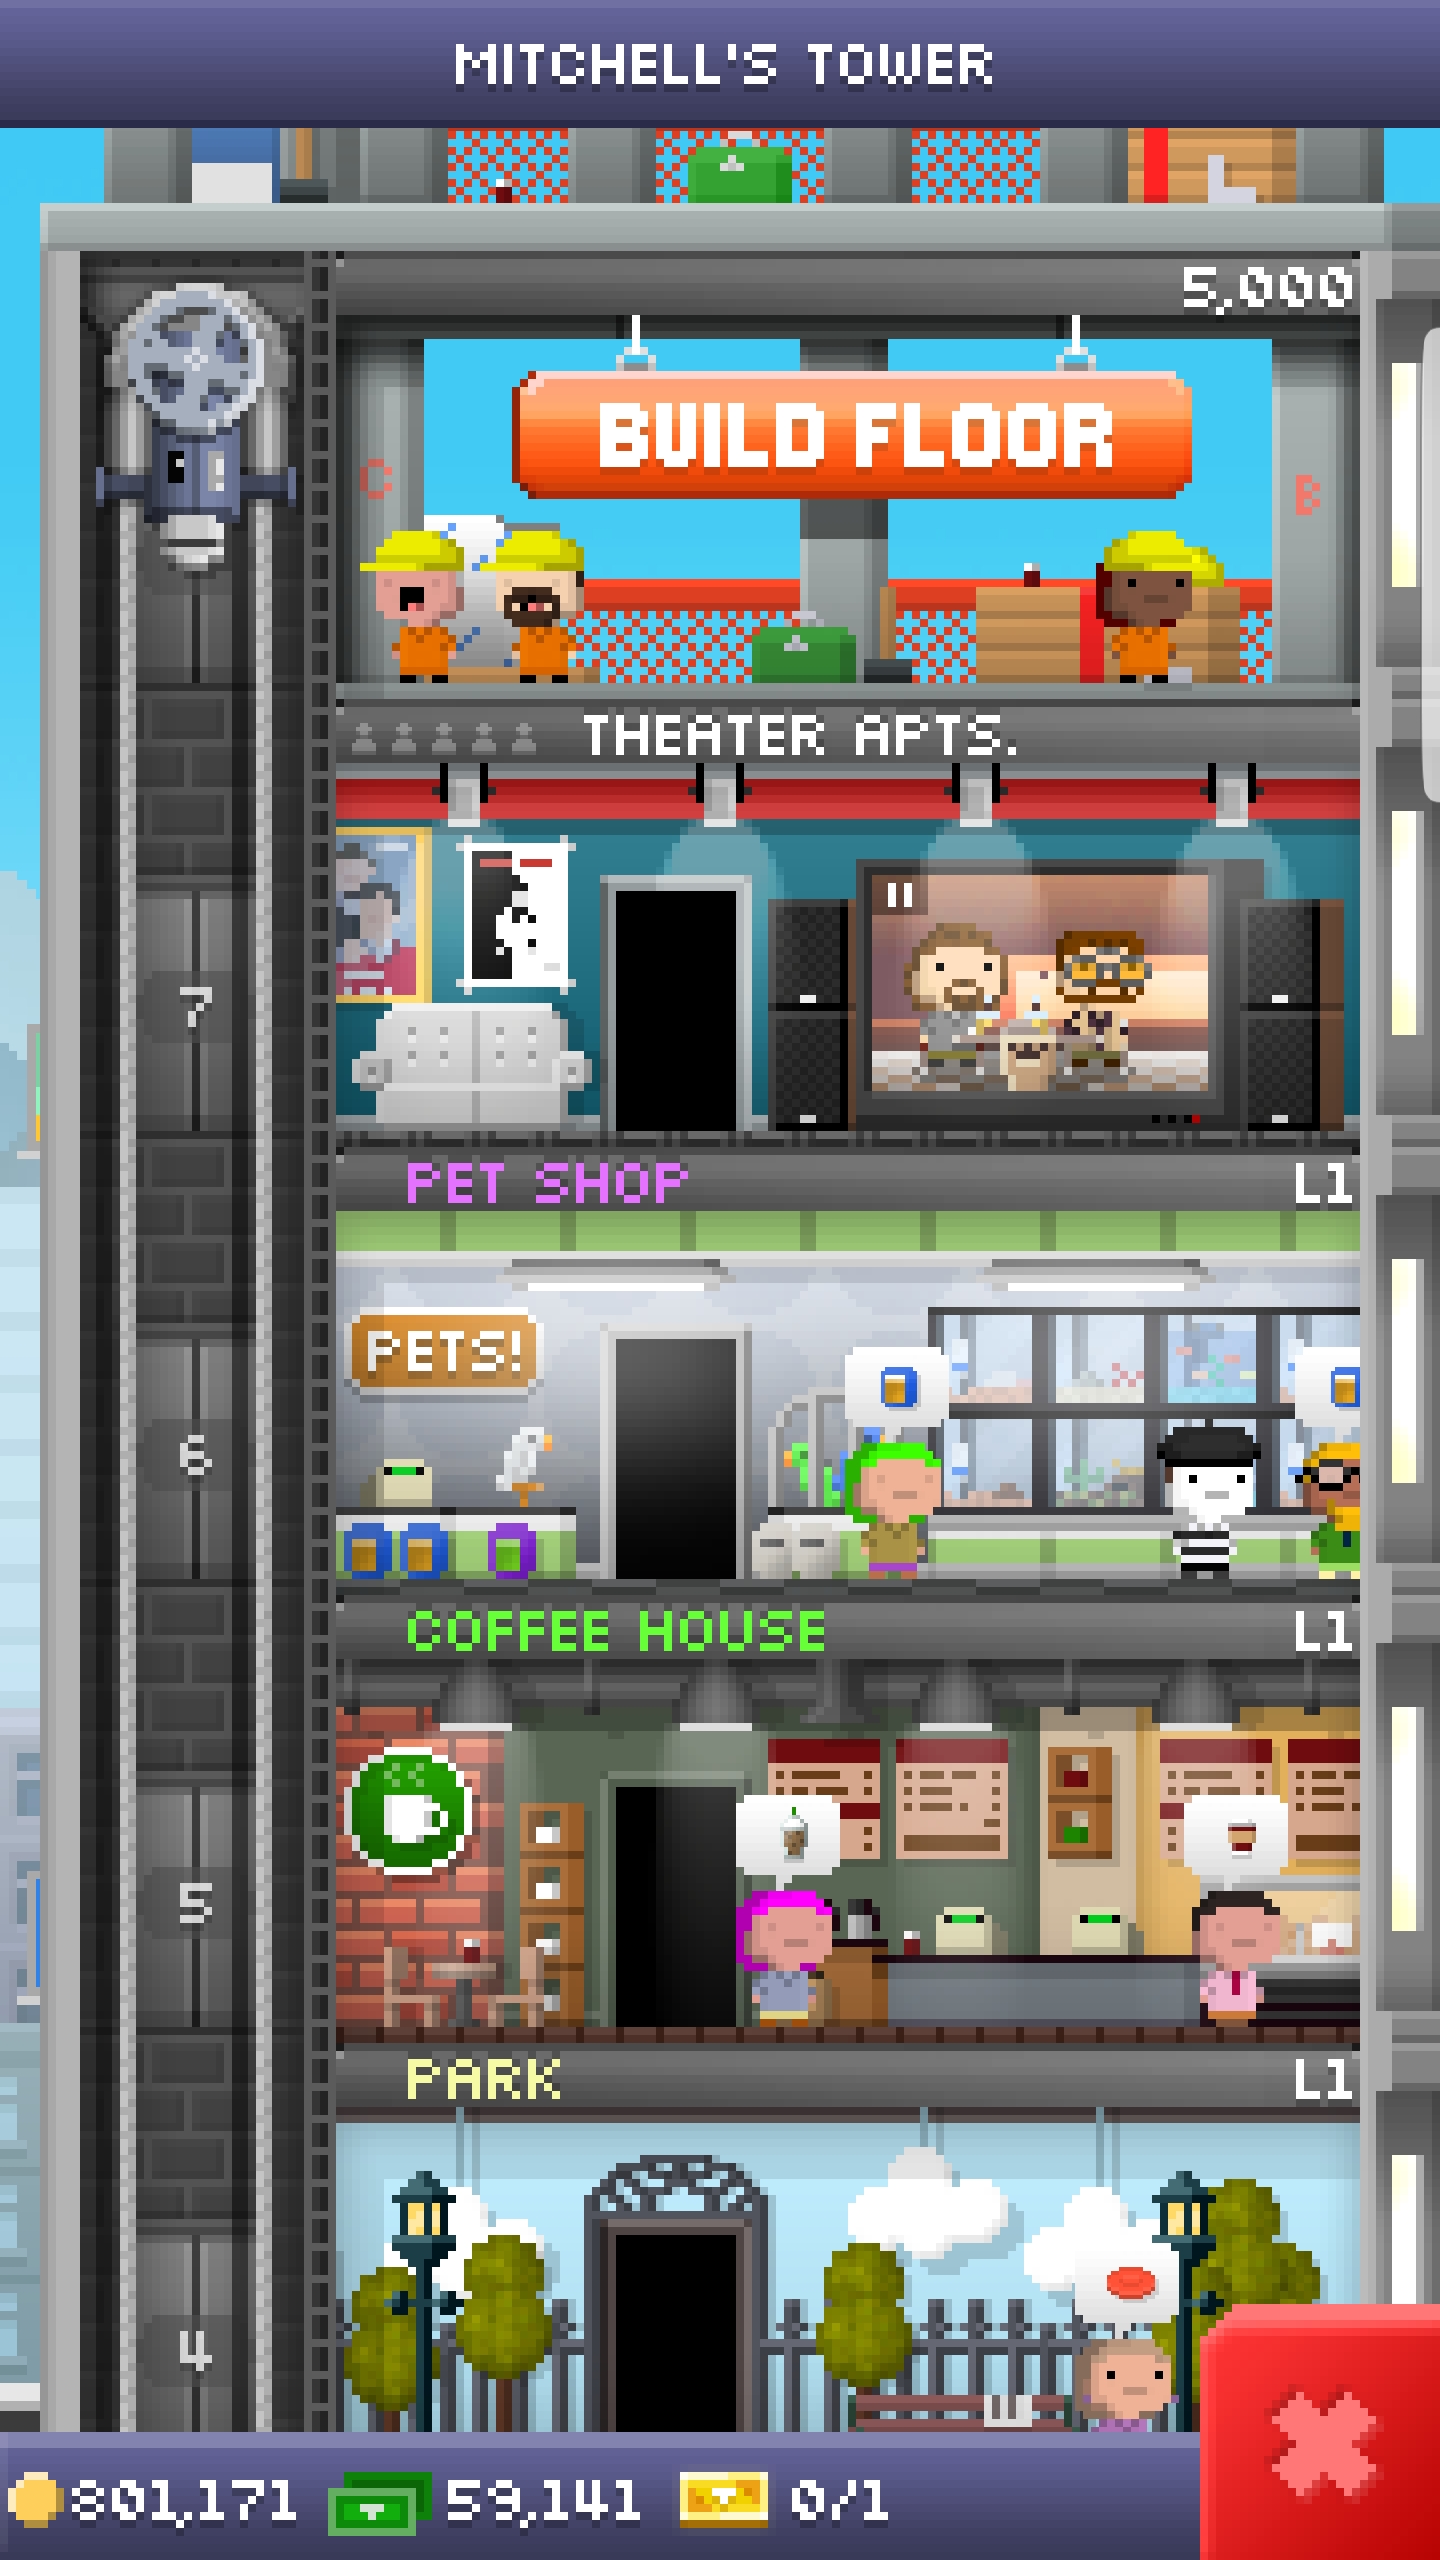 MITCHELL'S TOWER
5,000
BUILD FLOOR
C
B
THEATER APTS.
7
PET SHOP L1
PETS!
6
COFFEE HOUSE L1
5
PARK L1
4
801,171 59,141 0/1